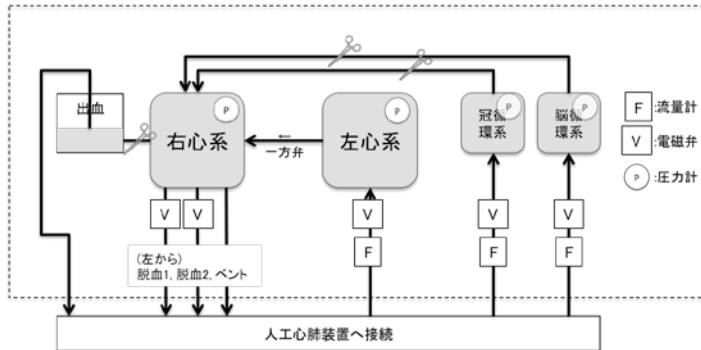 出血
P
右心系
←
一方弁
P
左心系
P
冠循
環系
P
脳循
環系
F
:流量計
V
:電磁弁
P
:圧力計
V
V
V
V
V
F
F
F
(左から)
脱血1, 脱血2, ベント
人工心肺装置へ接続